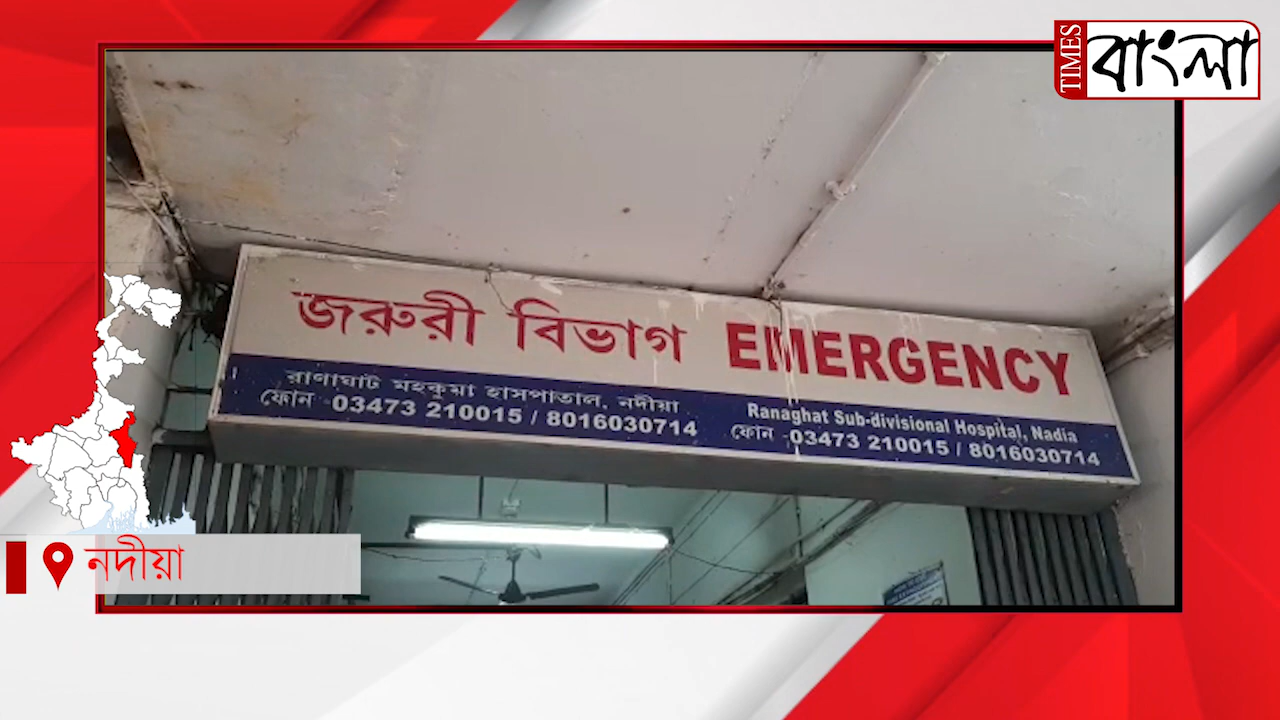 TIMES বাংলা
জরুরী বিভাগ EMERGENCY
রাণাঘাট মহকুমা হাসপাতাল, নদীয়া
ফোন -03473 210015 / 8016030714
Ranaghat Sub-divisional Hospital, Nadia
ফোন -03473 210015 / 8016030714
নদীয়া